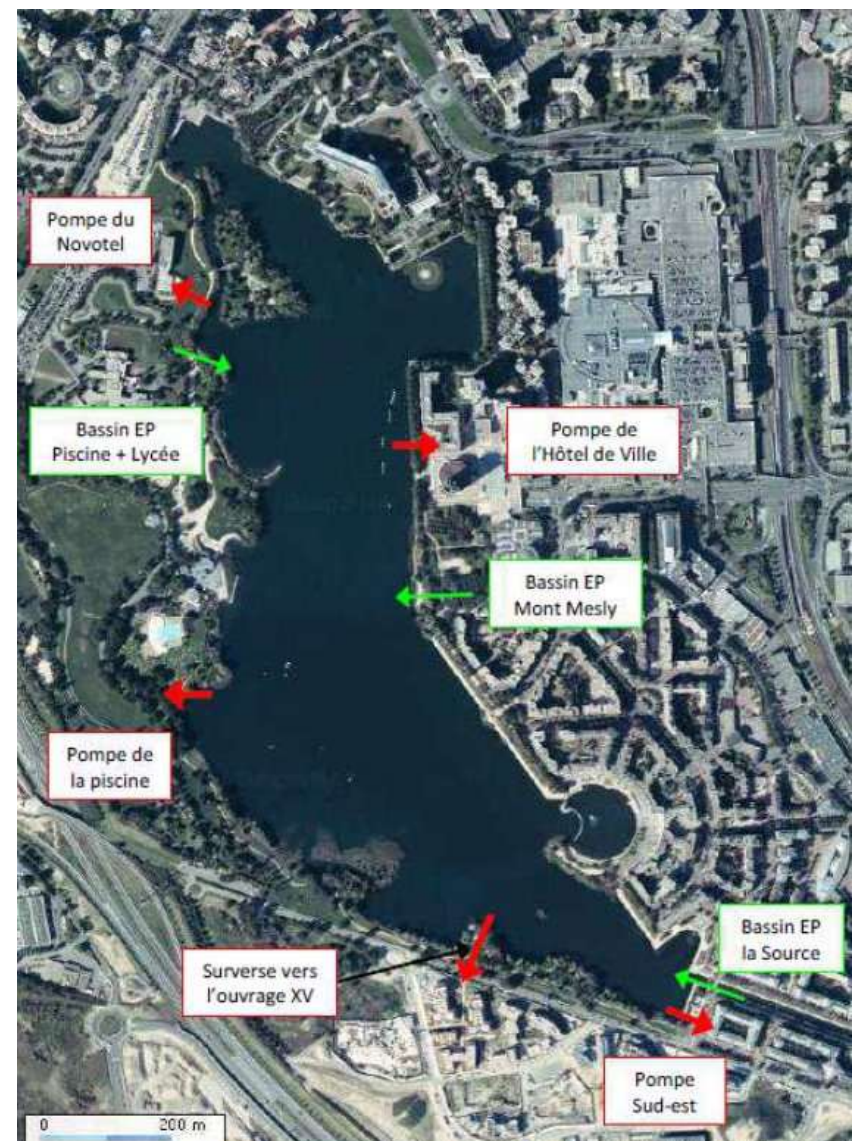 Pompe du
Novotel
Bassin EP
Piscine + Lycée
Pompe de
l'Hôtel de Ville
Bassin EP
Mont Mesly
Pompe de
la piscine
Bassin EP
la Source
Surverse vers
l'ouvrage XV
Pompe
Sud-est
0 200 m